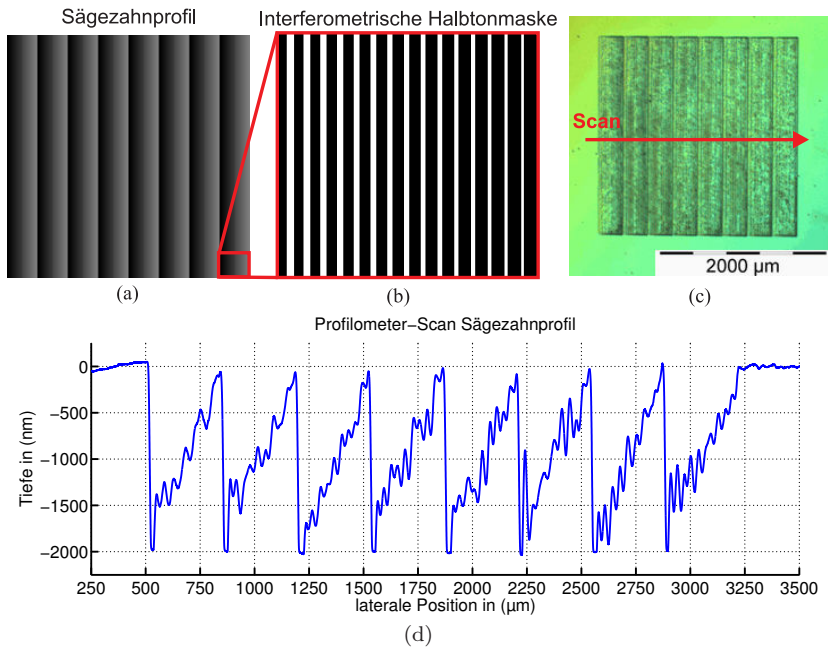 Sägezahnprofil
Interferometrische Halbtonmaske
Scan
2000 µm
(a)
(b)
(c)
Profilometer−Scan Sägezahnprofil
Tiefe in (nm)
0
−500
−1000
−1500
−2000
250 500 750 1000 1250 1500 1750 2000 2250 2500 2750 3000 3250 3500
laterale Position in (µm)
(d)